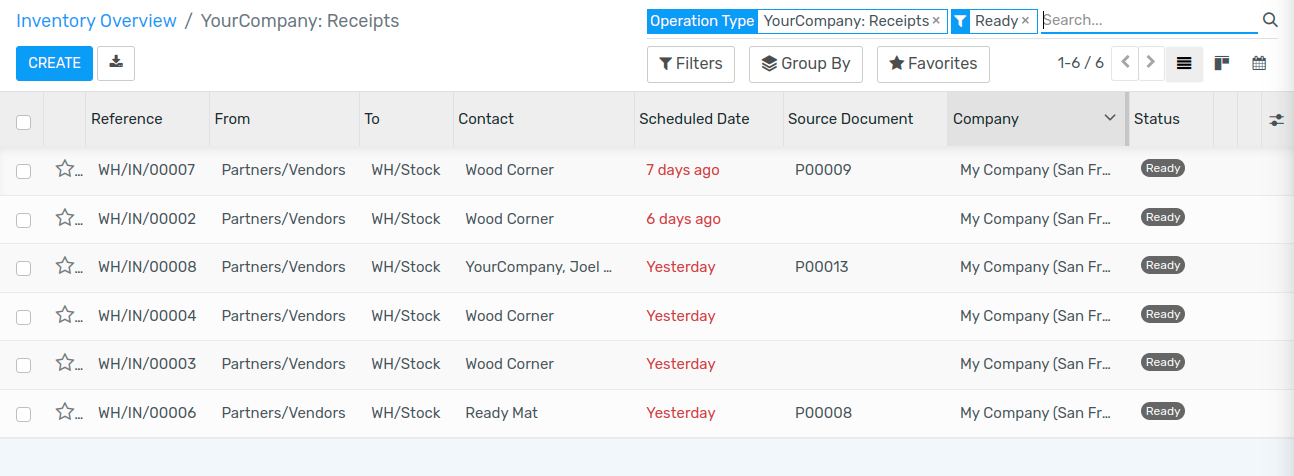 Inventory Overview / YourCompany: Receipts
Operation Type YourCompany: Receipts × Ready × Search...
CREATE Filters Group By Favorites 1-6 / 6
Reference From To Contact Scheduled Date Source Document Company Status
... WH/IN/00007 Partners/Vendors WH/Stock Wood Corner 7 days ago P00009 My Company (San Fr... Ready
... WH/IN/00002 Partners/Vendors WH/Stock Wood Corner 6 days ago My Company (San Fr... Ready
... WH/IN/00008 Partners/Vendors WH/Stock YourCompany, Joel ... Yesterday P00013 My Company (San Fr... Ready
... WH/IN/00004 Partners/Vendors WH/Stock Wood Corner Yesterday My Company (San Fr... Ready
... WH/IN/00003 Partners/Vendors WH/Stock Wood Corner Yesterday My Company (San Fr... Ready
... WH/IN/00006 Partners/Vendors WH/Stock Ready Mat Yesterday P00008 My Company (San Fr... Ready